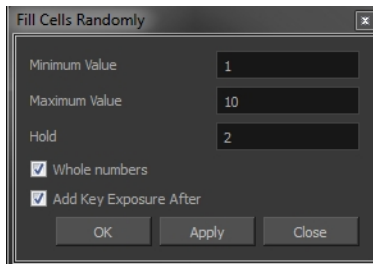 Fill Cells Randomly
Minimum Value 1
Maximum Value 10
Hold 2
Whole numbers
Add Key Exposure After
OK Apply Close